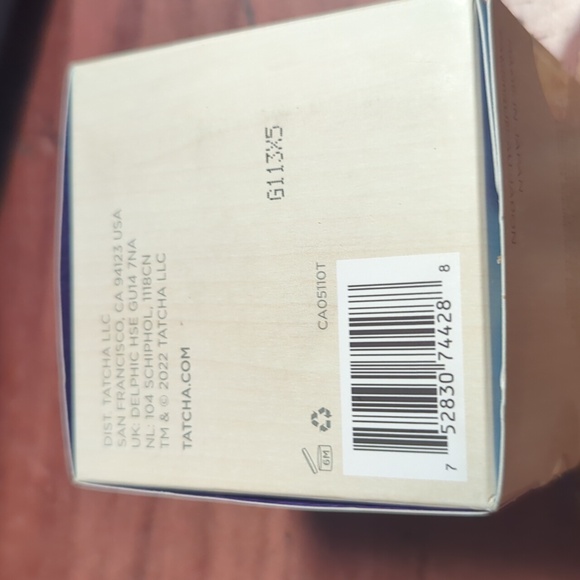 DIST. TATCHA LLC
SAN FRANCISCO, CA 94123 USA
UK: DELPHIC HSE GU14 7NA
NL: 104 SCHIPHOL, 1118CN
TM & © 2022 TATCHA LLC
TATCHA.COM
G113X5
CA05110T
6M
7 52830 74428 8